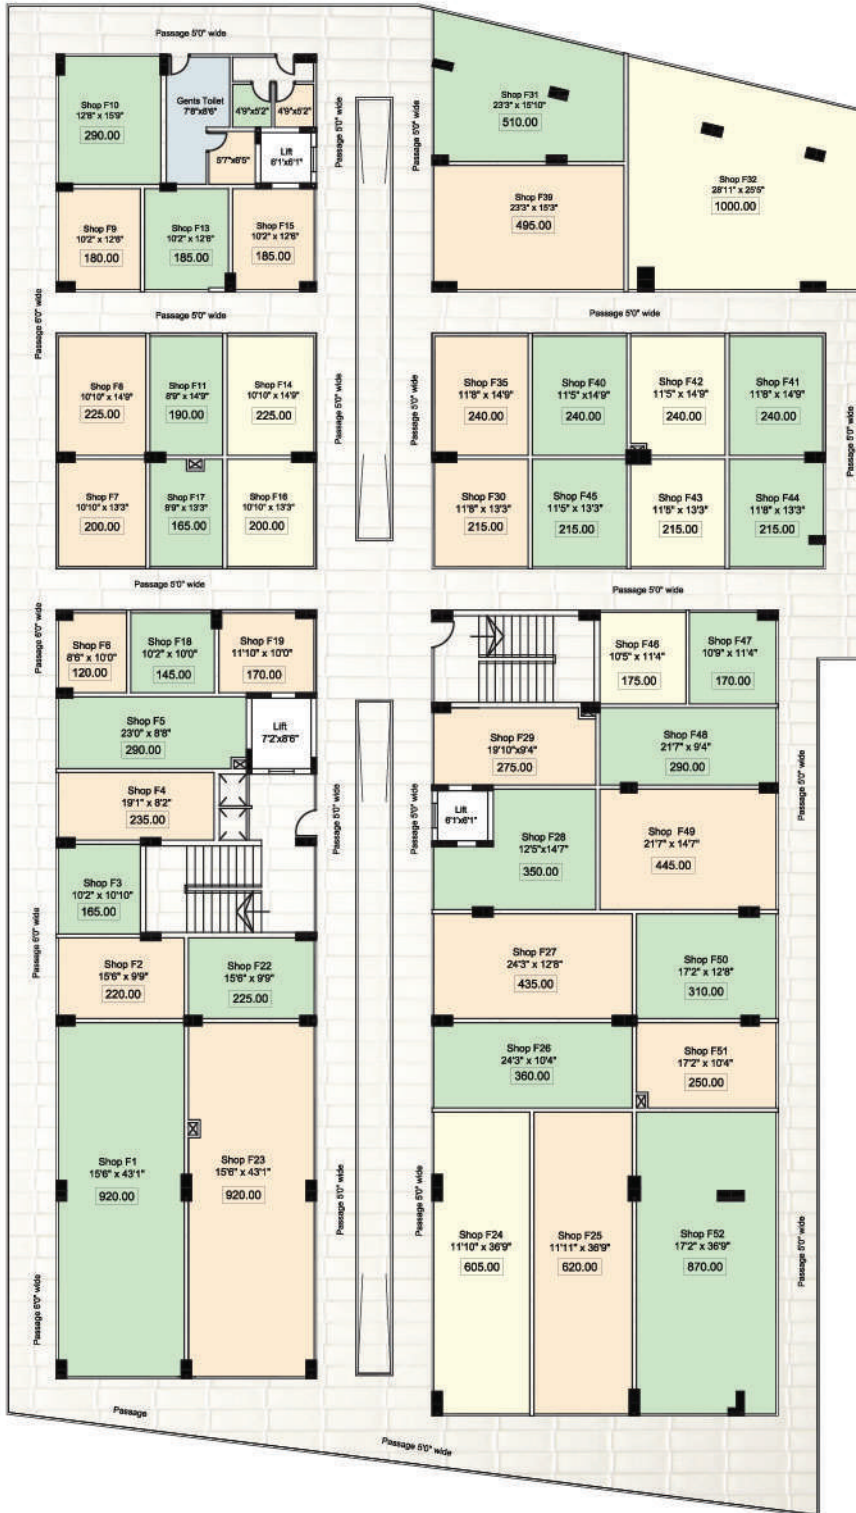 Passage 5'0" wide
Shop F10
12'8" x 15'9"
290.00
Gents Toilet
7'8"x8'6"
4'9"x5'2"
4'9"x5'2"
5'7"x6'5"
Lift
6'1"x6'1"
Passage 5'0" wide
Passage 5'0" wide
Shop F31
23'3" x 15'10"
510.00
Shop F32
28'11" x 25'5"
1000.00
Shop F39
23'3" x 15'3"
495.00
Shop F9
10'2" x 12'6"
180.00
Shop F13
10'2" x 12'6"
185.00
Shop F15
10'2" x 12'6"
185.00
Passage 6'0" wide
Passage 5'0" wide
Passage 5'0" wide
Shop F8
10'10" x 14'9"
225.00
Shop F11
8'9" x 14'9"
190.00
Shop F14
10'10" x 14'9"
225.00
Passage 5'0" wide
Passage 5'0" wide
Shop F35
11'8" x 14'9"
240.00
Shop F40
11'5" x14'9"
240.00
Shop F42
11'5" x 14'9"
240.00
Shop F41
11'8" x 14'9"
240.00
Passage 5'0" wide
Shop F7
10'10" x 13'3"
200.00
Shop F17
8'9" x 13'3"
165.00
Shop F16
10'10" x 13'3"
200.00
Shop F30
11'8" x 13'3"
215.00
Shop F45
11'5" x 13'3"
215.00
Shop F43
11'5" x 13'3"
215.00
Shop F44
11'8" x 13'3"
215.00
Passage 5'0" wide
Passage 5'0" wide
Passage 6'0" wide
Shop F6
8'6" x 10'0"
120.00
Shop F18
10'2" x 10'0"
145.00
Shop F19
11'10" x 10'0"
170.00
Shop F46
10'5" x 11'4"
175.00
Shop F47
10'9" x 11'4"
170.00
Shop F5
23'0" x 8'8"
290.00
Lift
7'2"x8'6"
Shop F29
19'10"x9'4"
275.00
Shop F48
21'7" x 9'4"
290.00
Passage 5'0" wide
Shop F4
19'1" x 8'2"
235.00
Passage 5'0" wide
Passage 5'0" wide
Lift
6'1"x6'1"
Shop F28
12'5"x14'7"
350.00
Shop F49
21'7" x 14'7"
445.00
Shop F3
10'2" x 10'10"
165.00
Passage 6'0" wide
Shop F2
15'6" x 9'9"
220.00
Shop F22
15'6" x 9'9"
225.00
Shop F27
24'3" x 12'8"
435.00
Shop F50
17'2" x 12'8"
310.00
Passage 5'0" wide
Shop F26
24'3" x 10'4"
360.00
Shop F51
17'2" x 10'4"
250.00
Shop F1
15'6" x 43'1"
920.00
Shop F23
15'6" x 43'1"
920.00
Passage 5'0" wide
Passage 5'0" wide
Shop F24
11'10" x 36'9"
605.00
Shop F25
11'11" x 36'9"
620.00
Shop F52
17'2" x 36'9"
870.00
Passage 5'0" wide
Passage 6'0" wide
Passage
Passage 5'0" wide